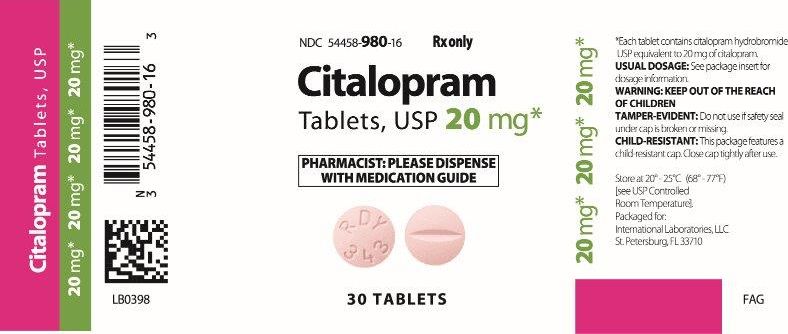 Citalopram Tablets, USP
20 mg* 20 mg* 20 mg* 20 mg*
3
54458-980-16
N
3
LB0398
NDC 54458-980-16 Rx only
Citalopram
Tablets, USP 20 mg*
PHARMACIST: PLEASE DISPENSE
WITH MEDICATION GUIDE
R-DY
343
30 TABLETS
20 mg* 20 mg* 20 mg*
*Each tablet contains citalopram hydrobromide
USP equivalent to 20 mg of citalopram.
USUAL DOSAGE: See package insert for
dosage information.
WARNING: KEEP OUT OF THE REACH
OF CHILDREN
TAMPER-EVIDENT: Do not use if safety seal
under cap is broken or missing.
CHILD-RESISTANT: This package features a
child-resistant cap. Close cap tightly after use.
Store at 20° - 25°C (68° - 77°F)
[see USP Controlled
Room Temperature].
Packaged for:
International Laboratories, LLC
St. Petersburg, FL 33710
FAG